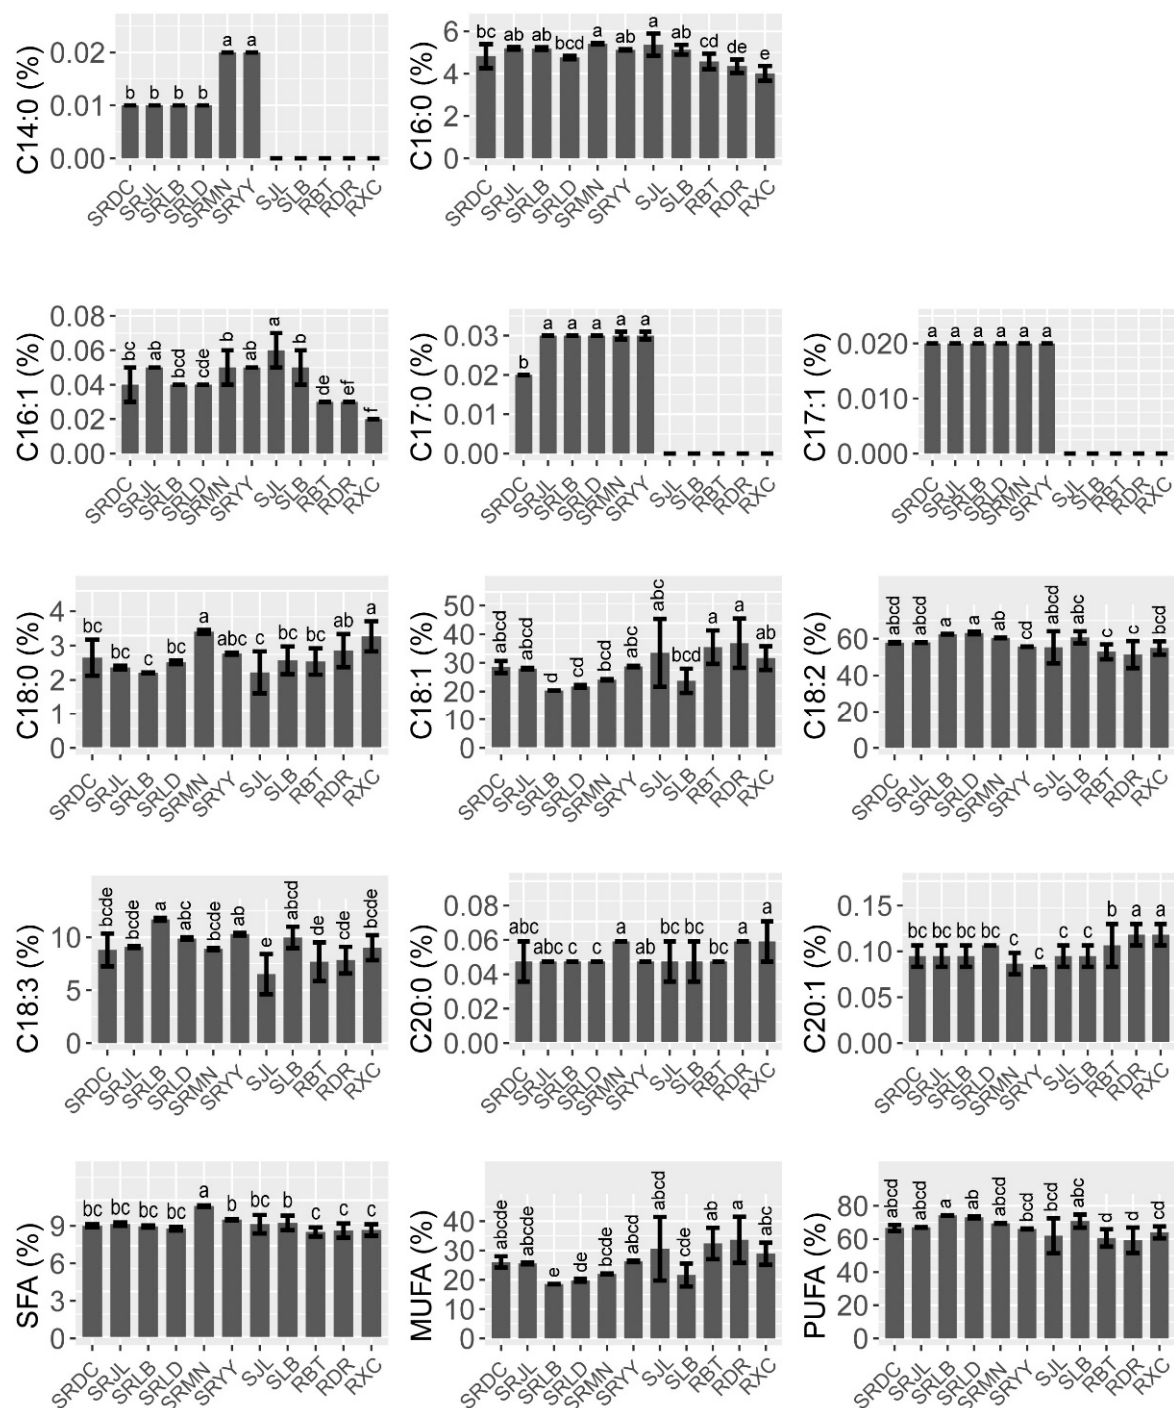 C14:0 (%)
0.02
0.01
0.00
b b b b a a
SRDC SRJL SRLB SRLD SRMN SRYY SJL SLB RBT RDR RXC
C16:0 (%)
6
4
2
0
bc ab ab bcd a ab a ab cd de e
SRDC SRJL SRLB SRLD SRMN SRYY SJL SLB RBT RDR RXC
C16:1 (%)
0.08
0.06
0.04
0.02
0.00
bc ab bcd cde b ab a b de ef f
SRDC SRJL SRLB SRLD SRMN SRYY SJL SLB RBT RDR RXC
C17:0 (%)
0.03
0.02
0.01
0.00
b a a a a a
SRDC SRJL SRLB SRLD SRMN SRYY SJL SLB RBT RDR RXC
C17:1 (%)
0.020
0.010
0.000
a a a a a a
SRDC SRJL SRLB SRLD SRMN SRYY SJL SLB RBT RDR RXC
C18:0 (%)
4
3
2
1
0
bc bc c bc a abc c bc bc ab a
SRDC SRJL SRLB SRLD SRMN SRYY SJL SLB RBT RDR RXC
C18:1 (%)
50
40
30
20
10
0
abcd abcd d cd bcd abc abc bcd a a ab
SRDC SRJL SRLB SRLD SRMN SRYY SJL SLB RBT RDR RXC
C18:2 (%)
60
40
20
0
abcd abcd a a ab cd abcd abc c c bcd
SRDC SRJL SRLB SRLD SRMN SRYY SJL SLB RBT RDR RXC
C18:3 (%)
10
5
0
bcde bcde a abc bcde ab e abcd de cde bcde
SRDC SRJL SRLB SRLD SRMN SRYY SJL SLB RBT RDR RXC
C20:0 (%)
0.08
0.06
0.04
0.02
0.00
abc abc c c a ab bc bc bc a a
SRDC SRJL SRLB SRLD SRMN SRYY SJL SLB RBT RDR RXC
C20:1 (%)
0.15
0.10
0.05
0.00
bc bc bc bc c c c c b a a
SRDC SRJL SRLB SRLD SRMN SRYY SJL SLB RBT RDR RXC
SFA (%)
9
6
3
0
bc bc bc bc a b bc b c c c
SRDC SRJL SRLB SRLD SRMN SRYY SJL SLB RBT RDR RXC
MUFA (%)
40
30
20
10
0
abcde abcde e de bcde abcd abcd cde ab a abc
SRDC SRJL SRLB SRLD SRMN SRYY SJL SLB RBT RDR RXC
PUFA (%)
80
60
40
20
0
abcd abcd a ab abcd bcd bcd abc d d cd
SRDC SRJL SRLB SRLD SRMN SRYY SJL SLB RBT RDR RXC